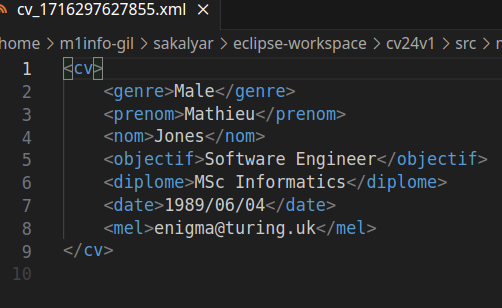 cv_1716297627855.xml ×
home > m1info-gil > sakalyar > eclipse-workspace > cv24v1 > src >
1 <cv>
2 <genre>Male</genre>
3 <prenom>Mathieu</prenom>
4 <nom>Jones</nom>
5 <objectif>Software Engineer</objectif>
6 <diplome>MSc Informatics</diplome>
7 <date>1989/06/04</date>
8 <mel>enigma@turing.uk</mel>
9 </cv>
10